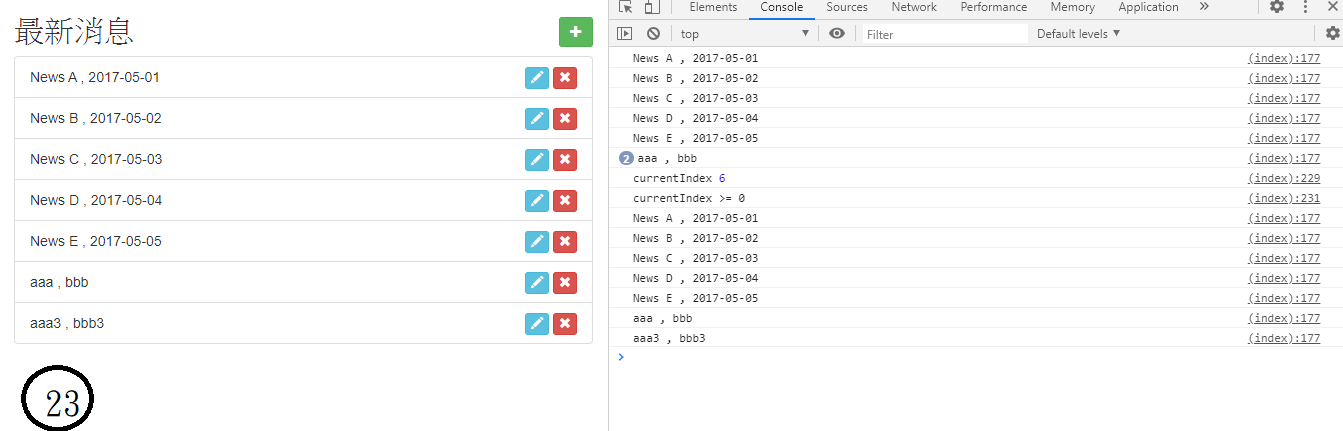 最新消息
News A , 2017-05-01
News B , 2017-05-02
News C , 2017-05-03
News D , 2017-05-04
News E , 2017-05-05
aaa , bbb
aaa3 , bbb3
23
Elements Console Sources Network Performance Memory Application
top Filter Default levels
News A , 2017-05-01 (index):177
News B , 2017-05-02 (index):177
News C , 2017-05-03 (index):177
News D , 2017-05-04 (index):177
News E , 2017-05-05 (index):177
2 aaa , bbb (index):177
currentIndex 6 (index):229
currentIndex >= 0 (index):231
News A , 2017-05-01 (index):177
News B , 2017-05-02 (index):177
News C , 2017-05-03 (index):177
News D , 2017-05-04 (index):177
News E , 2017-05-05 (index):177
aaa , bbb (index):177
aaa3 , bbb3 (index):177